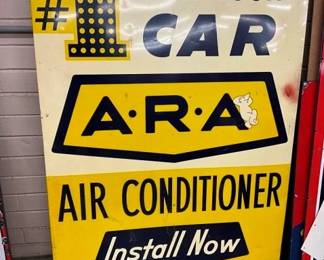 #1
CAR
A·R·A
AIR CONDITIONER
Install Now